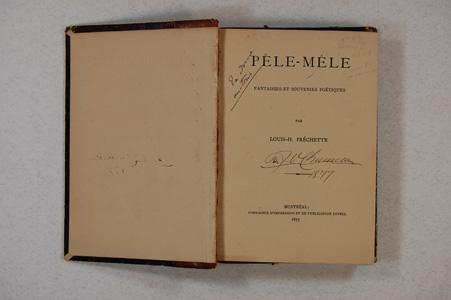 PÊLE-MÊLE
FANTAISIES ET SOUVENIRS POÉTIQUES
PAR
LOUIS-H. FRÉCHETTE
1877
MONTRÉAL:
COMPAGNIE D'IMPRESSION ET DE PUBLICATION LOVELL
1877